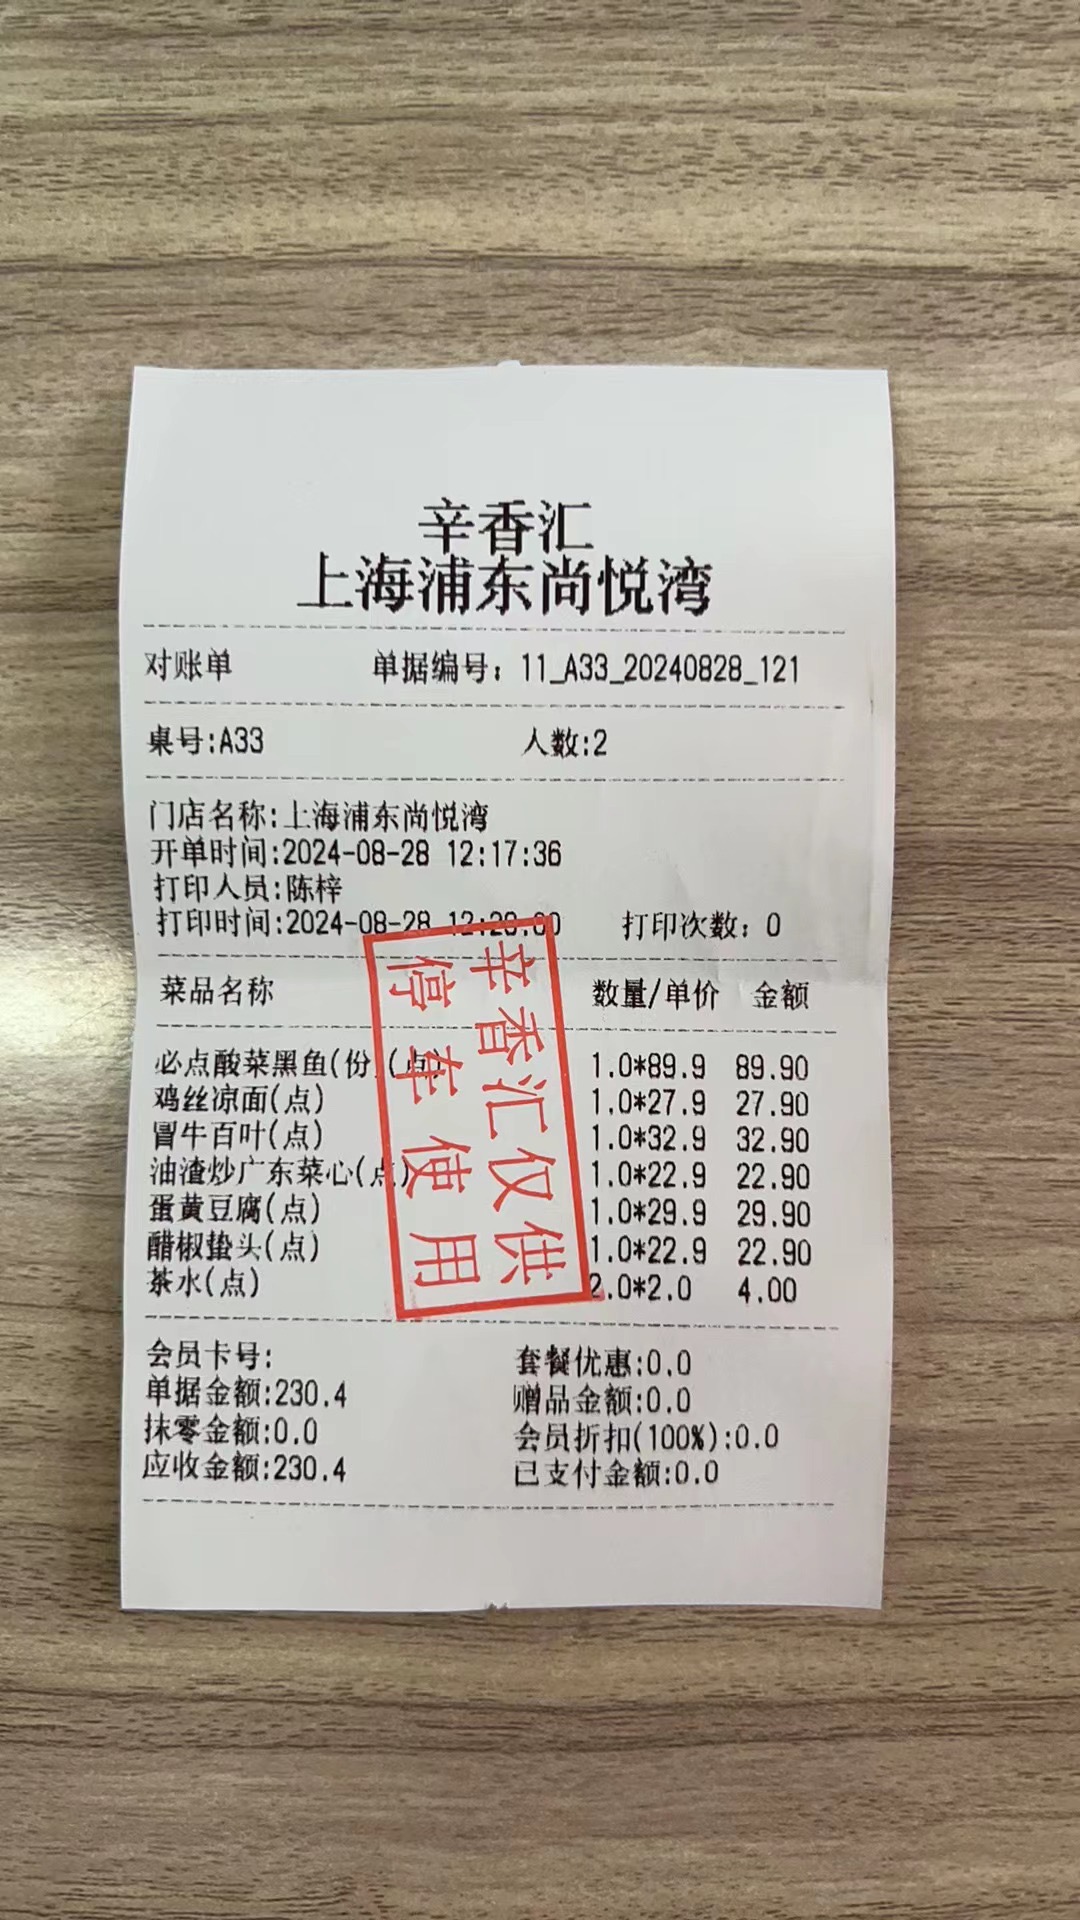 辛香汇
上海浦东尚悦湾
对账单 单据编号：11_A33_20240828_121
桌号:A33 人数:2
门店名称:上海浦东尚悦湾
开单时间:2024-08-28 12:17:36
打印人员:陈梓
打印时间:2024-08-28 打印次数：0
菜品名称 数量/单价 金额
必点酸菜黑鱼(份)(点) 1.0*89.9 89.90
鸡丝凉面(点) 1.0*27.9 27.90
冒牛百叶(点) 1.0*32.9 32.90
油渣炒广东菜心(点) 1.0*22.9 22.90
蛋黄豆腐(点) 1.0*29.9 29.90
醋椒蛰头(点) 1.0*22.9 22.90
茶水(点) 2.0*2.0 4.00
会员卡号: 套餐优惠:0.0
单据金额:230.4 赠品金额:0.0
抹零金额:0.0 会员折扣(100%):0.0
应收金额:230.4 已支付金额:0.0
辛香汇仅供
停车使用